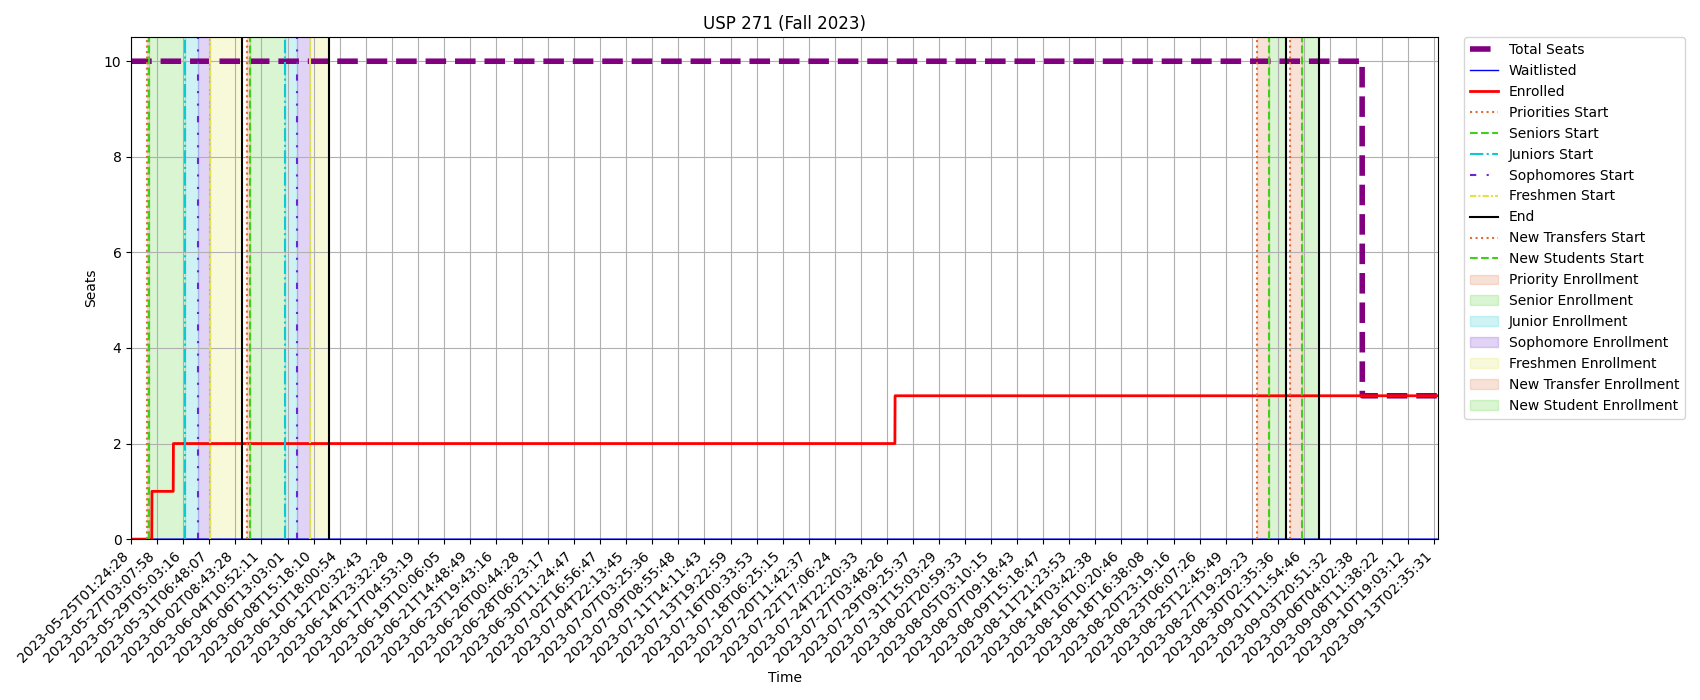 USP 271 (Fall 2023)
Seats
10
8
6
4
2
0
2023-05-25T01:24:28
2023-05-27T03:07:58
2023-05-29T05:03:16
2023-05-31T06:48:07
2023-06-02T08:43:28
2023-06-04T10:52:11
2023-06-06T13:03:01
2023-06-08T15:18:10
2023-06-10T18:00:54
2023-06-12T20:32:43
2023-06-14T23:32:28
2023-06-17T04:53:19
2023-06-19T10:06:05
2023-06-21T14:48:49
2023-06-23T19:43:16
2023-06-26T00:44:28
2023-06-28T06:23:17
2023-06-30T11:24:47
2023-07-02T16:56:47
2023-07-04T22:13:45
2023-07-07T03:25:36
2023-07-09T08:55:48
2023-07-11T14:11:43
2023-07-13T19:22:59
2023-07-16T00:33:53
2023-07-18T06:25:15
2023-07-20T11:42:37
2023-07-22T17:06:24
2023-07-24T22:20:33
2023-07-27T03:48:26
2023-07-29T09:25:37
2023-07-31T15:03:29
2023-08-02T20:59:33
2023-08-05T03:10:15
2023-08-07T09:18:43
2023-08-09T15:18:47
2023-08-11T21:23:53
2023-08-14T03:42:38
2023-08-16T10:20:46
2023-08-18T16:38:08
2023-08-20T23:19:16
2023-08-23T06:07:26
2023-08-25T12:45:49
2023-08-27T19:29:23
2023-08-30T02:35:36
2023-09-01T11:54:46
2023-09-03T20:51:32
2023-09-06T04:02:38
2023-09-08T11:38:22
2023-09-10T19:03:12
2023-09-13T02:35:31
Time
Total Seats
Waitlisted
Enrolled
Priorities Start
Seniors Start
Juniors Start
Sophomores Start
Freshmen Start
End
New Transfers Start
New Students Start
Priority Enrollment
Senior Enrollment
Junior Enrollment
Sophomore Enrollment
Freshmen Enrollment
New Transfer Enrollment
New Student Enrollment